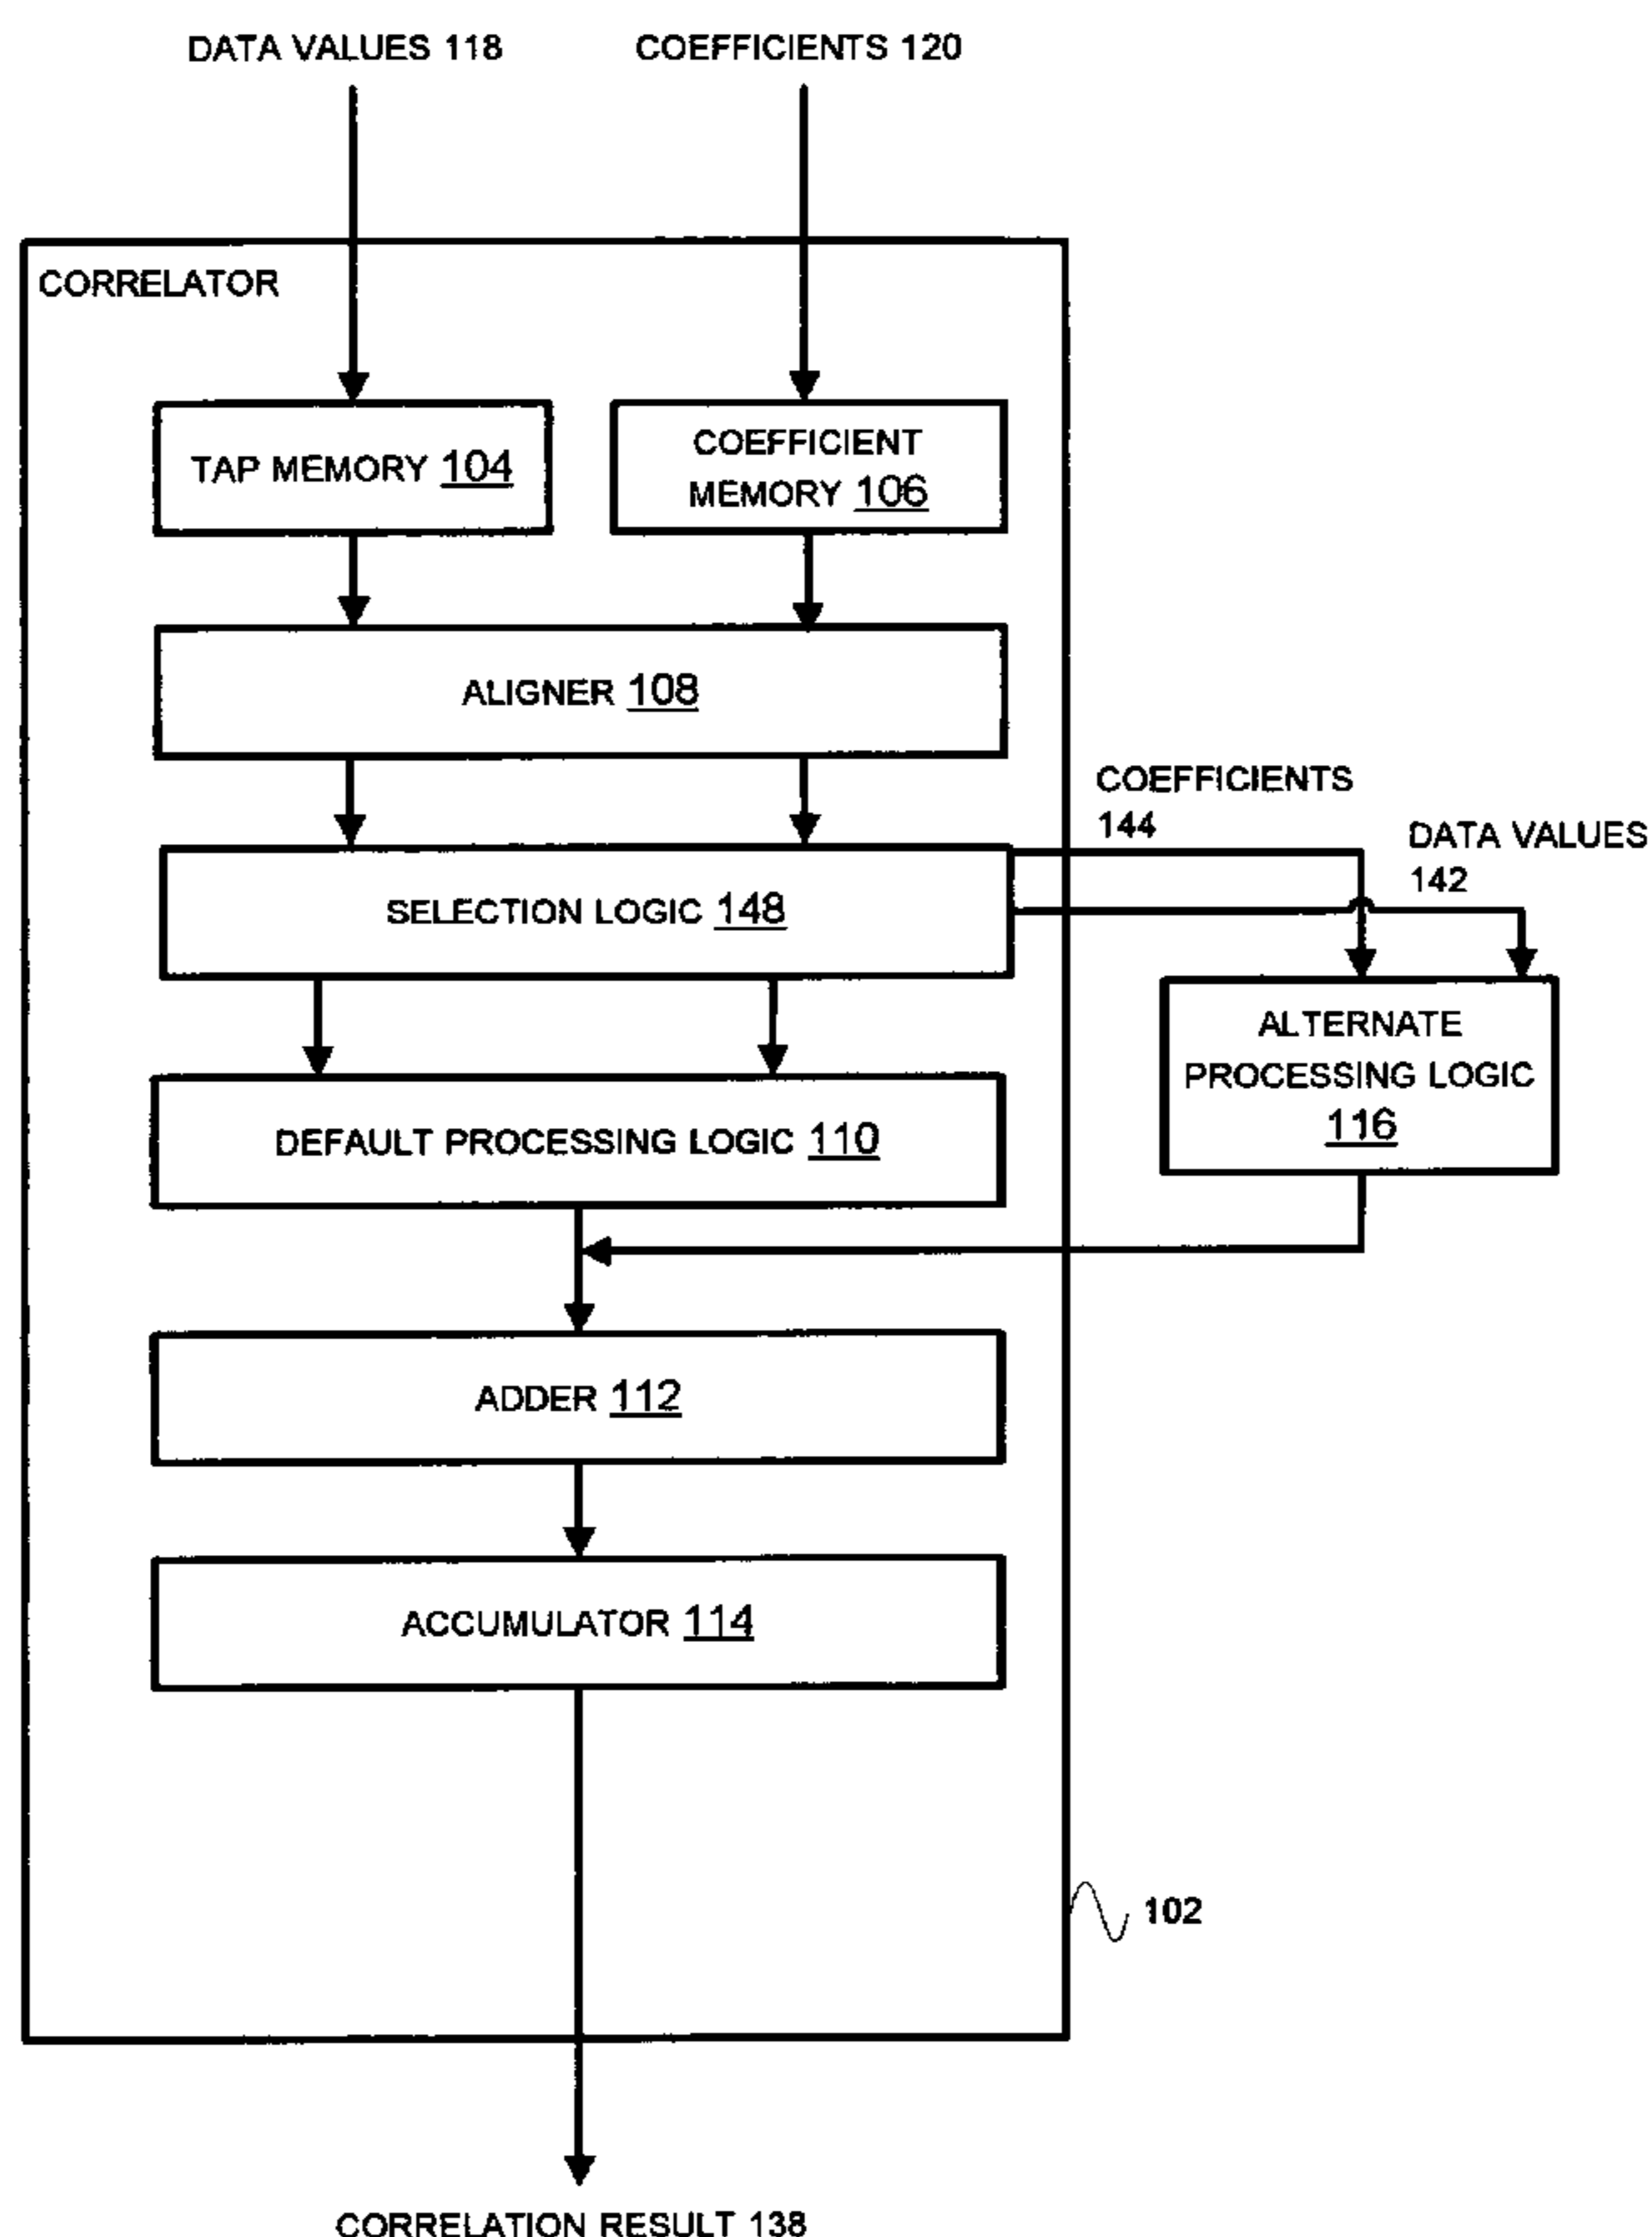 DATA VALUES 118
COEFFICIENTS 120
CORRELATOR
TAP MEMORY 104
COEFFICIENT
MEMORY 106
ALIGNER 108
COEFFICIENTS
144
DATA VALUES
142
SELECTION LOGIC 148
ALTERNATE
PROCESSING LOGIC
116
DEFAULT PROCESSING LOGIC 110
ADDER 112
ACCUMULATOR 114
102
CORRELATION RESULT 138